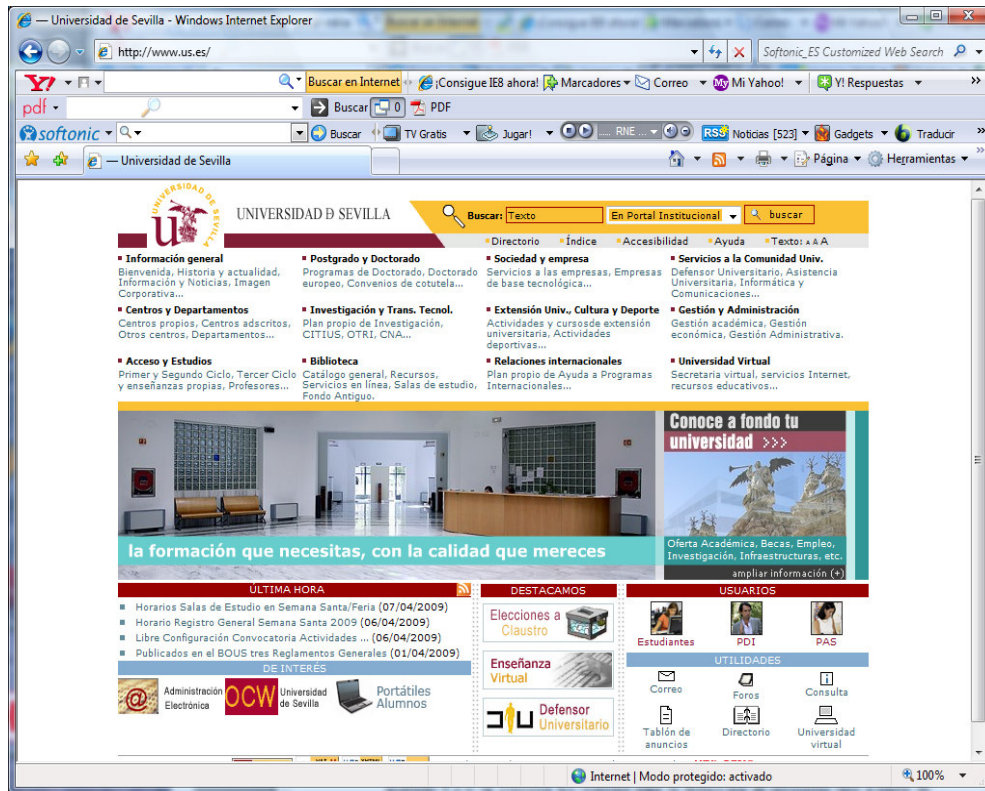 — Universidad de Sevilla - Windows Internet Explorer
http://www.us.es/
Softonic_ES Customized Web Search
Y! Buscar en Internet ¡Consigue IE8 ahora! Marcadores Correo My Mi Yahoo! Y! Respuestas »
pdf Buscar 0 PDF
softonic Buscar TV Gratis Jugar! .... RNE ... RSS Noticias [523] Gadgets Traducir »
— Universidad de Sevilla
Página Herramientas »
UNIVERSIDAD DE SEVILLA
UNIVERSIDAD Ð SEVILLA
Buscar: Texto En Portal Institucional buscar
Directorio Índice Accesibilidad Ayuda Texto: A A A
Información general
Bienvenida, Historia y actualidad,
Información y Noticias, Imagen
Corporativa...
Postgrado y Doctorado
Programas de Doctorado, Doctorado
europeo, Convenios de cotutela...
Sociedad y empresa
Servicios a las empresas, Empresas
de base tecnológica...
Servicios a la Comunidad Univ.
Defensor Universitario, Asistencia
Universitaria, Informática y
Comunicaciones...
Centros y Departamentos
Centros propios, Centros adscritos,
Otros centros, Departamentos...
Investigación y Trans. Tecnol.
Plan propio de Investigación,
CITIUS, OTRI, CNA...
Extensión Univ., Cultura y Deporte
Actividades y cursosde extensión
universitaria, Actividades
deportivas...
Gestión y Administración
Gestión académica, Gestión
económica, Gestión Administrativa.
Acceso y Estudios
Primer y Segundo Ciclo, Tercer Ciclo
y enseñanzas propias, Profesores...
Biblioteca
Catálogo general, Recursos,
Servicios en línea, Salas de estudio,
Fondo Antiguo.
Relaciones internacionales
Plan propio de Ayuda a Programas
Internacionales...
Universidad Virtual
Secretaria virtual, servicios Internet,
recursos educativos...
la formación que necesitas, con la calidad que mereces
Conoce a fondo tu
universidad >>>
Oferta Académica, Becas, Empleo,
Investigación, Infraestructuras, etc.
ampliar información (+)
ÚLTIMA HORA
Horarios Salas de Estudio en Semana Santa/Feria (07/04/2009)
Horario Registro General Semana Santa 2009 (06/04/2009)
Libre Configuración Convocatoria Actividades ... (06/04/2009)
Publicados en el BOUS tres Reglamentos Generales (01/04/2009)
DE INTERÉS
Administración
Electrónica
OCW Universidad
de Sevilla
Portátiles
Alumnos
DESTACAMOS
Elecciones a
Claustro
Enseñanza
Virtual
Defensor
Universitario
USUARIOS
Estudiantes PDI PAS
UTILIDADES
Correo Foros Consulta
Tablón de
anuncios
Directorio
Universidad
virtual
Internet | Modo protegido: activado
100%